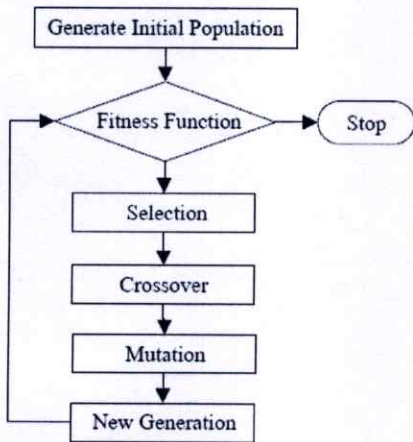 Generate Initial Population
Fitness Function
Stop
Selection
Crossover
Mutation
New Generation